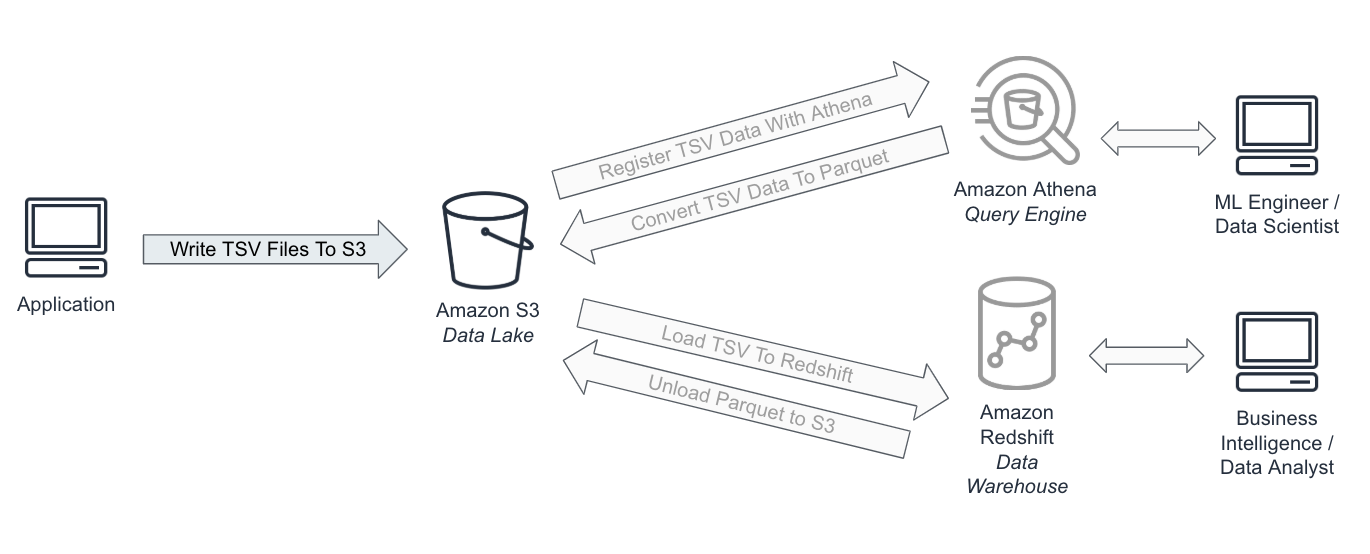 Application
Write TSV Files To S3
Amazon S3
Data Lake
Register TSV Data With Athena
Convert TSV Data To Parquet
Load TSV To Redshift
Unload Parquet to S3
Amazon Athena
Query Engine
ML Engineer /
Data Scientist
Amazon
Redshift
Data
Warehouse
Business
Intelligence /
Data Analyst